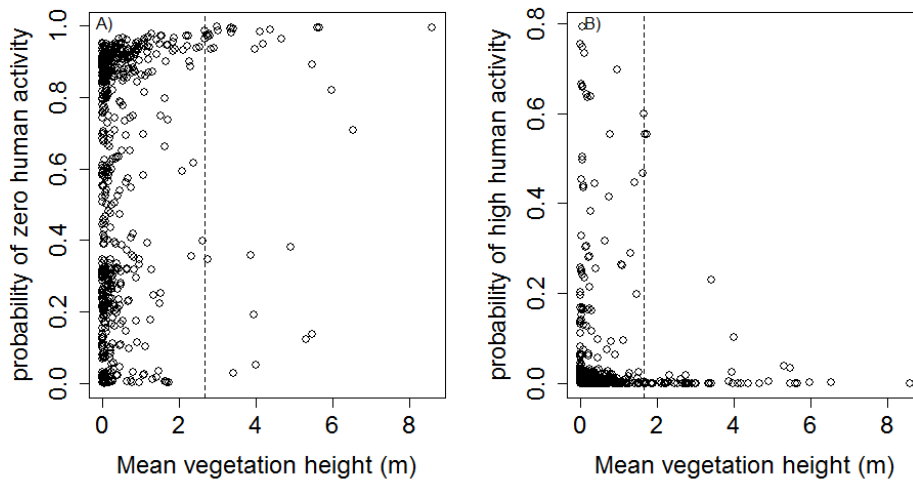 A)
probability of zero human activity
1.0
0.8
0.6
0.4
0.2
0.0
0 2 4 6 8
Mean vegetation height (m)
B)
probability of high human activity
0.8
0.6
0.4
0.2
0.0
0 2 4 6 8
Mean vegetation height (m)